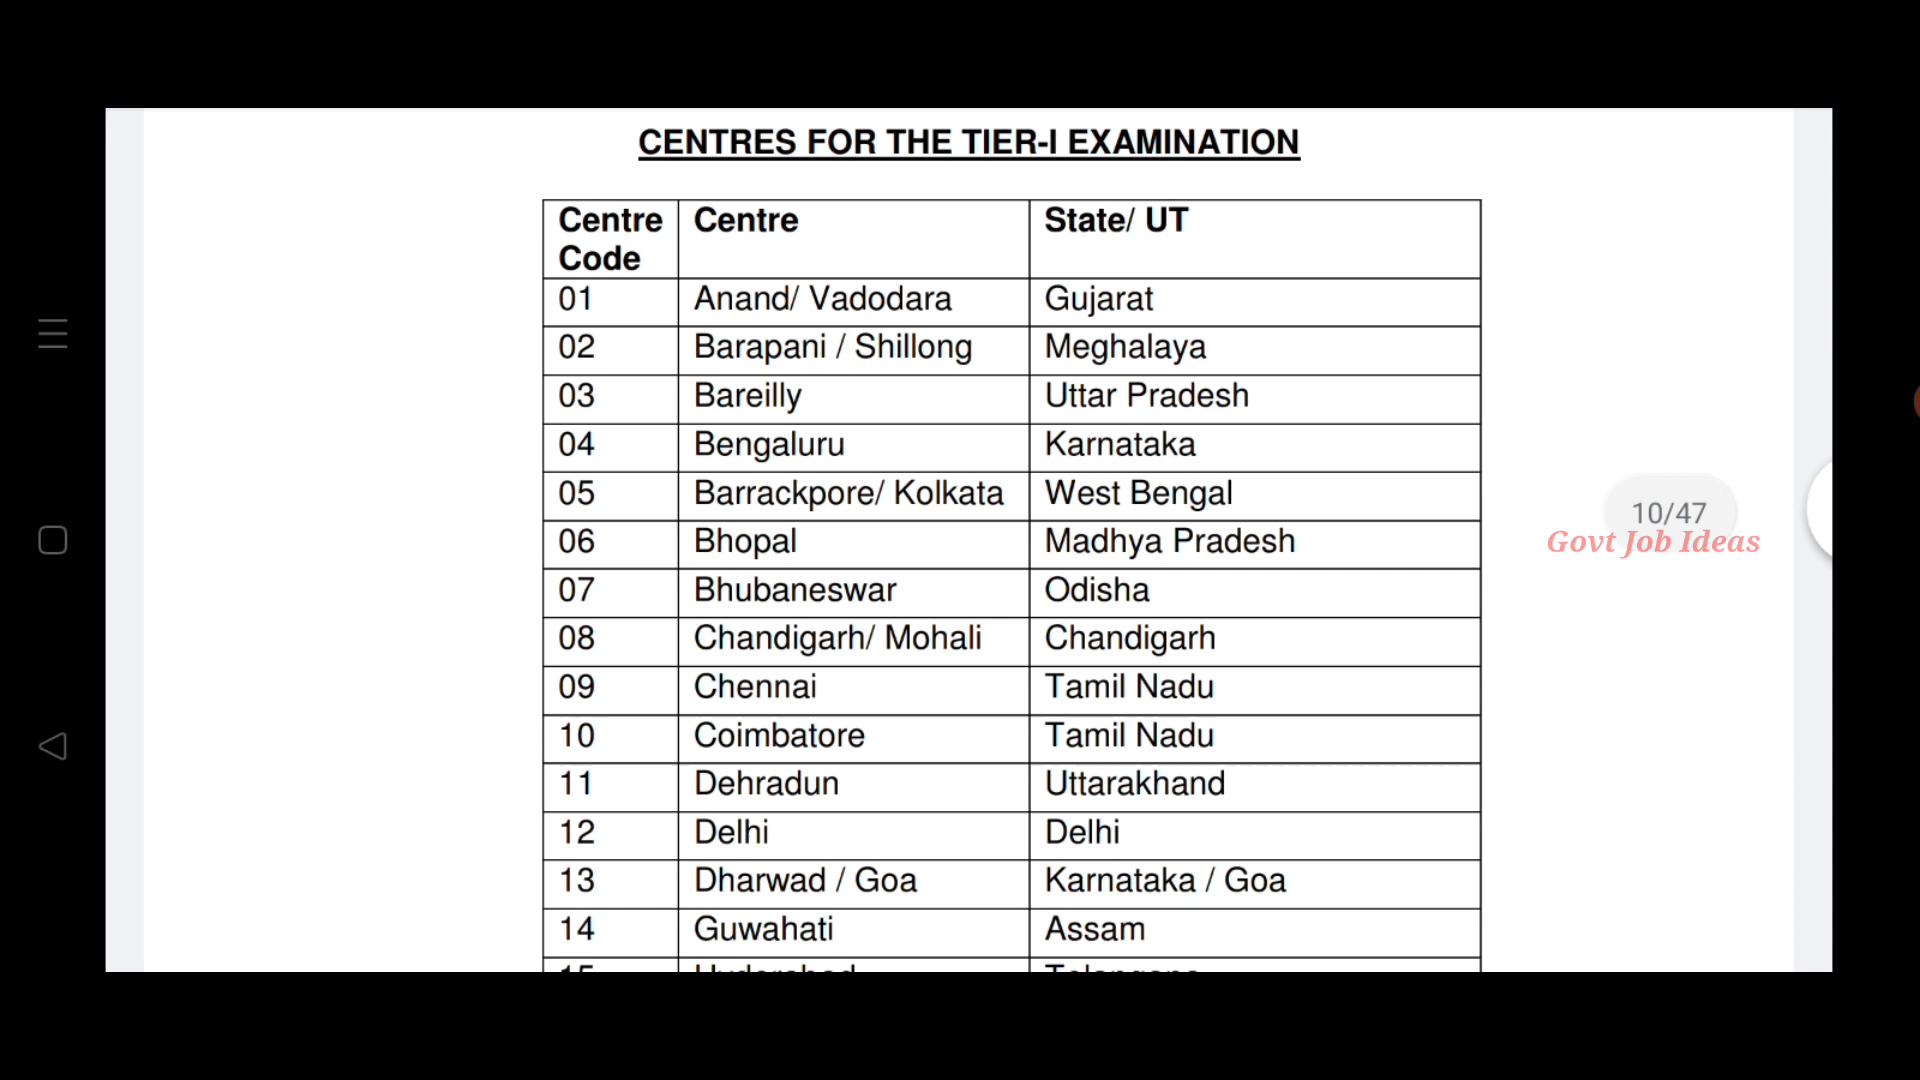 CENTRES FOR THE TIER-I EXAMINATION
Centre Code Centre State/ UT
01 Anand/ Vadodara Gujarat
02 Barapani / Shillong Meghalaya
03 Bareilly Uttar Pradesh
04 Bengaluru Karnataka
05 Barrackpore/ Kolkata West Bengal
06 Bhopal Madhya Pradesh
07 Bhubaneswar Odisha
08 Chandigarh/ Mohali Chandigarh
09 Chennai Tamil Nadu
10 Coimbatore Tamil Nadu
11 Dehradun Uttarakhand
12 Delhi Delhi
13 Dharwad / Goa Karnataka / Goa
14 Guwahati Assam
15 Hyderabad Telangana
10/47
Govt Job Ideas